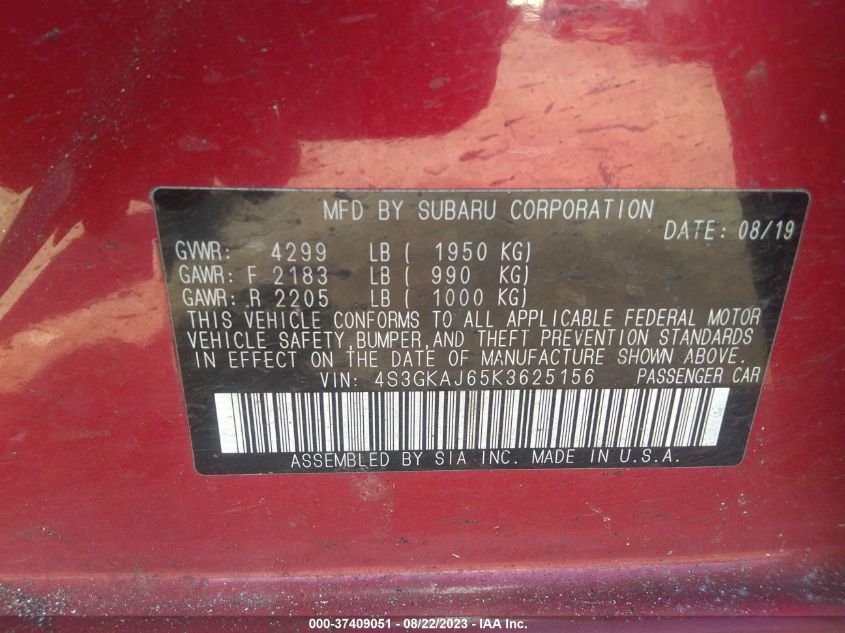 MFD BY SUBARU CORPORATION
DATE: 08/19
GVWR: 4299 LB ( 1950 KG)
GAWR: F 2183 LB ( 990 KG)
GAWR: R 2205 LB ( 1000 KG)
THIS VEHICLE CONFORMS TO ALL APPLICABLE FEDERAL MOTOR
VEHICLE SAFETY, BUMPER, AND THEFT PREVENTION STANDARDS
IN EFFECT ON THE DATE OF MANUFACTURE SHOWN ABOVE.
VIN: 4S3GKAJ65K3625156 PASSENGER CAR
ASSEMBLED BY SIA INC. MADE IN U.S.A.
000-37409051 - 08/22/2023 - IAA Inc.